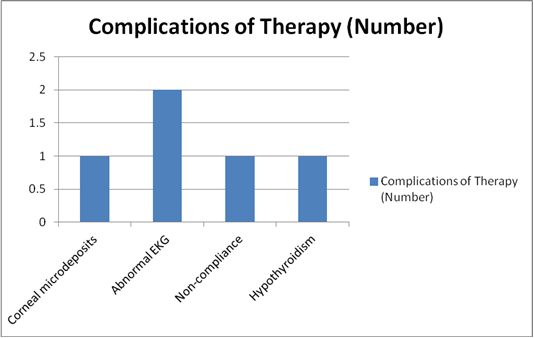 Complications of Therapy (Number)
2.5
2
1.5
1
0.5
0
Corneal microdeposits
Abnormal EKG
Non-compliance
Hypothyroidism
Complications of Therapy
(Number)